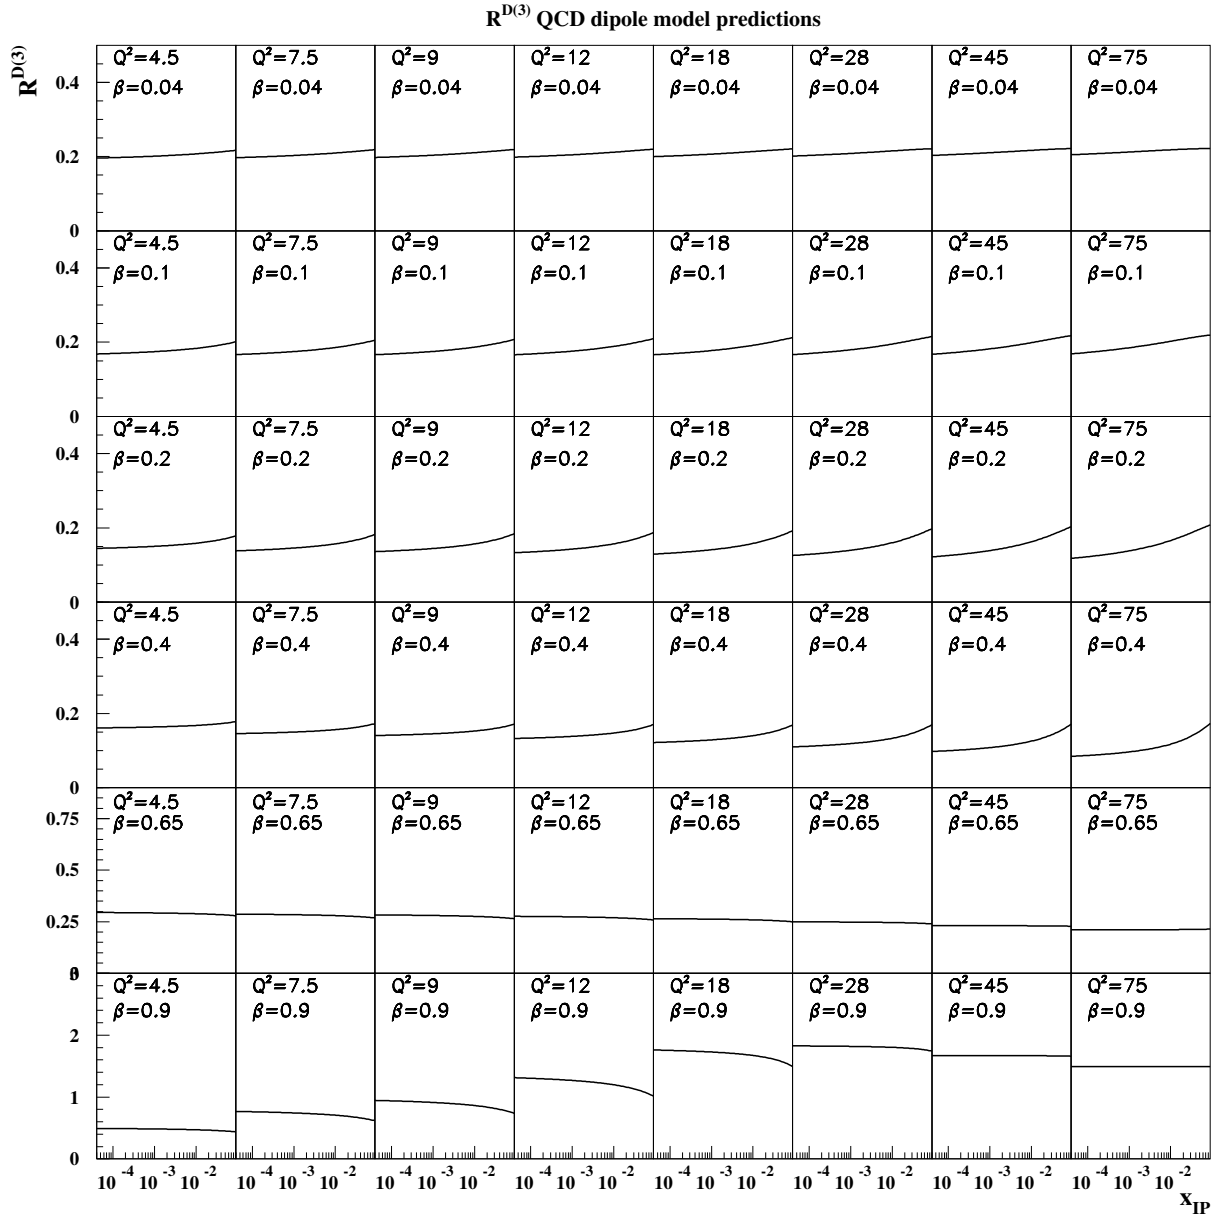 R^D(3) QCD dipole model predictions
R^D(3)
Q²=4.5 Q²=7.5 Q²=9 Q²=12 Q²=18 Q²=28 Q²=45 Q²=75
0.4
β=0.04 β=0.04 β=0.04 β=0.04 β=0.04 β=0.04 β=0.04 β=0.04
0.2
0
Q²=4.5 Q²=7.5 Q²=9 Q²=12 Q²=18 Q²=28 Q²=45 Q²=75
0.4 β=0.1 β=0.1 β=0.1 β=0.1 β=0.1 β=0.1 β=0.1 β=0.1
0.2
0
Q²=4.5 Q²=7.5 Q²=9 Q²=12 Q²=18 Q²=28 Q²=45 Q²=75
0.4 β=0.2 β=0.2 β=0.2 β=0.2 β=0.2 β=0.2 β=0.2 β=0.2
0.2
0
Q²=4.5 Q²=7.5 Q²=9 Q²=12 Q²=18 Q²=28 Q²=45 Q²=75
0.4 β=0.4 β=0.4 β=0.4 β=0.4 β=0.4 β=0.4 β=0.4 β=0.4
0.2
0
Q²=4.5 Q²=7.5 Q²=9 Q²=12 Q²=18 Q²=28 Q²=45 Q²=75
0.75 β=0.65 β=0.65 β=0.65 β=0.65 β=0.65 β=0.65 β=0.65 β=0.65
0.5
0.25
Q²=4.5 Q²=7.5 Q²=9 Q²=12 Q²=18 Q²=28 Q²=45 Q²=75
β=0.9 β=0.9 β=0.9 β=0.9 β=0.9 β=0.9 β=0.9 β=0.9
2
1
0
10⁻⁴ 10⁻³ 10⁻² 10⁻⁴ 10⁻³ 10⁻² 10⁻⁴ 10⁻³ 10⁻² 10⁻⁴ 10⁻³ 10⁻² 10⁻⁴ 10⁻³ 10⁻² 10⁻⁴ 10⁻³ 10⁻² 10⁻⁴ 10⁻³ 10⁻² 10⁻⁴ 10⁻³ 10⁻²
x_IP